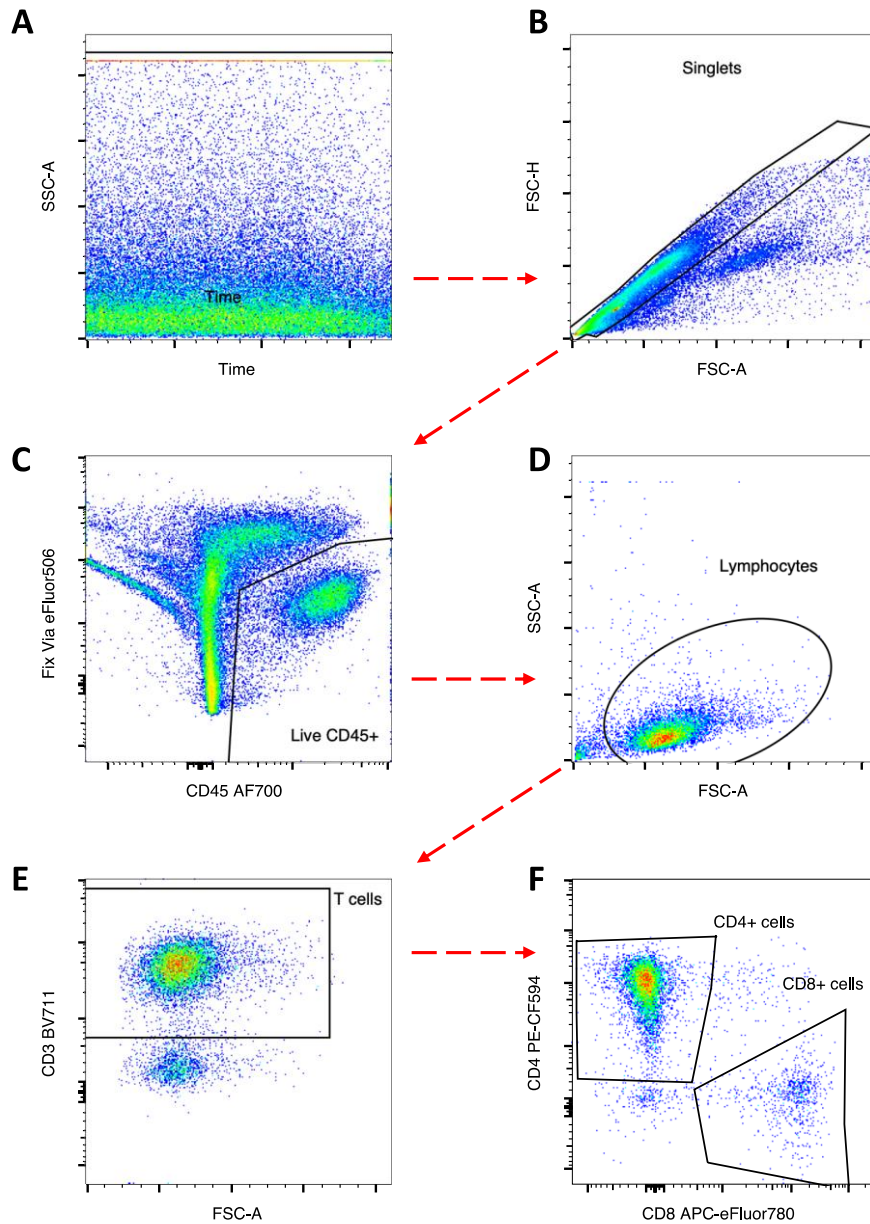 A
SSC-A
Time
Time
B
Singlets
FSC-H
FSC-A
C
Fix Via eFluor506
Live CD45+
CD45 AF700
D
Lymphocytes
SSC-A
FSC-A
E
T cells
CD3 BV711
FSC-A
F
CD4+ cells
CD8+ cells
CD4 PE-CF594
CD8 APC-eFluor780